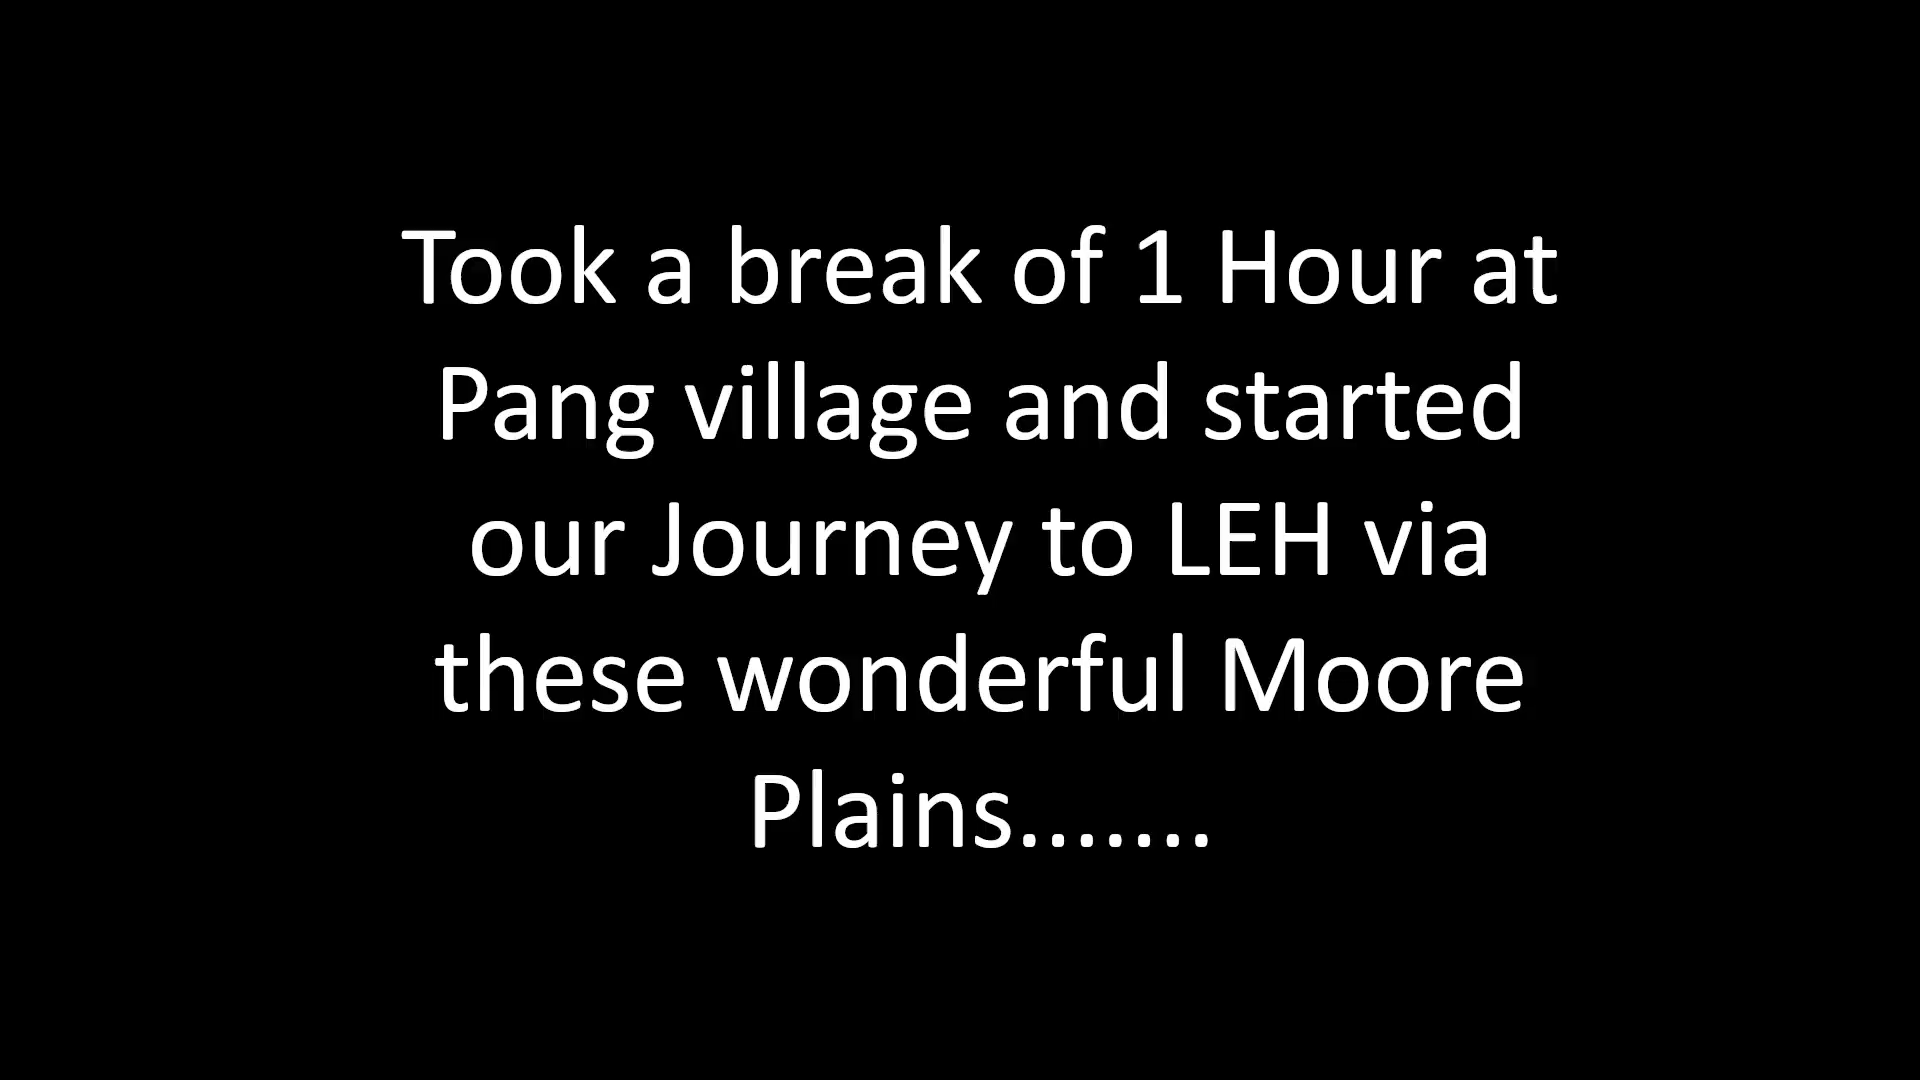 Took a break of 1 Hour at
Pang village and started
our Journey to LEH via
these wonderful Moore
Plains.......